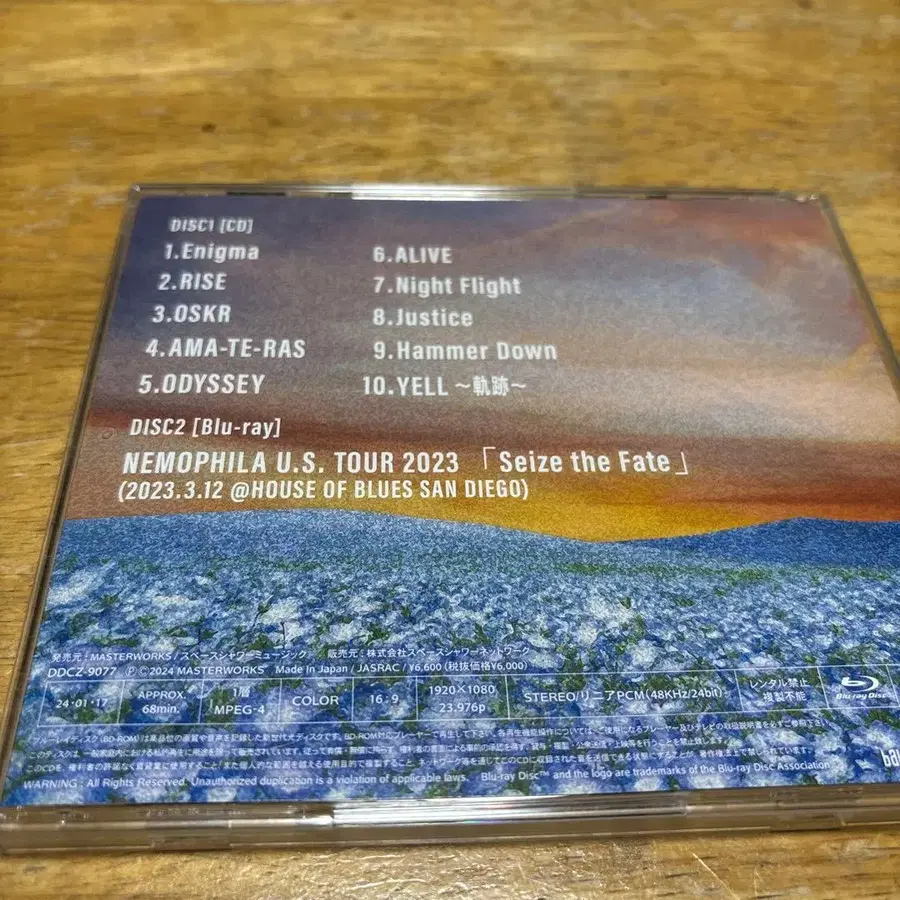 DISC1 [CD]
1.Enigma
2.RISE
3.OSKR
4.AMA-TE-RAS
5.ODYSSEY
6.ALIVE
7.Night Flight
8.Justice
9.Hammer Down
10.YELL ～軌跡～
DISC2 [Blu-ray]
NEMOPHILA U.S. TOUR 2023 「Seize the Fate」
(2023.3.12 @HOUSE OF BLUES SAN DIEGO)
発売元:MASTERWORKS/スペースシャワーミュージック 販売元:株式会社スペースシャワーネットワーク
DDCZ-9077 ℗©2024 MASTERWORKS Made In Japan / JASRAC / ¥6,600 (税抜価格¥6,000)
24・01・17
APPROX.
68min.
1層
MPEG-4
COLOR
16:9
1920×1080
23.976p
STEREO/リニアPCM(48KHz/24bit)
レンタル禁止
複製不能
Blu-ray Disc
WARNING : All Rights Reserved. Unauthorized duplication is a violation of applicable laws. Blu-ray Disc™ and the logo are trademarks of the Blu-ray Disc Association.